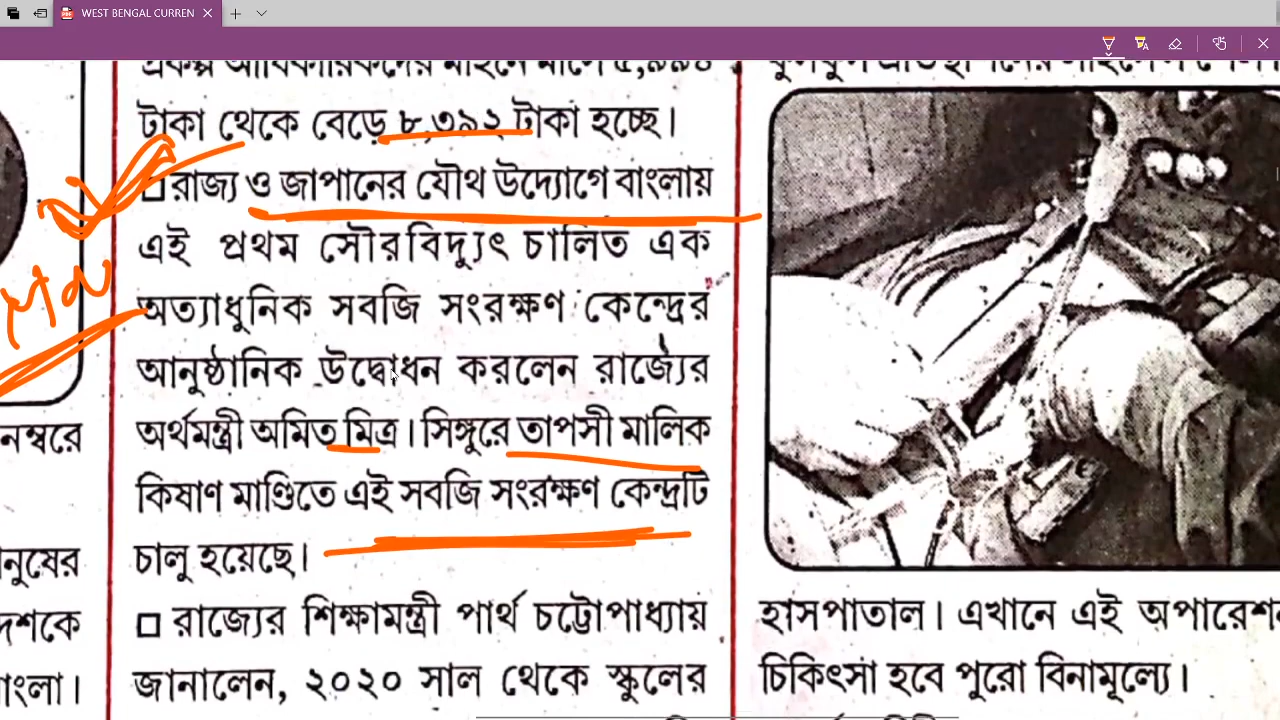 WEST BENGAL CURREN
টাকা থেকে বেড়ে ৮,৩৯২ টাকা হচ্ছে।
□ রাজ্য ও জাপানের যৌথ উদ্যোগে বাংলায়
এই প্রথম সৌরবিদ্যুৎ চালিত এক
অত্যাধুনিক সবজি সংরক্ষণ কেন্দ্রের
আনুষ্ঠানিক উদ্বোধন করলেন রাজ্যের
অর্থমন্ত্রী অমিত মিত্র। সিঙ্গুরে তাপসী মালিক
কিষাণ মাণ্ডিতে এই সবজি সংরক্ষণ কেন্দ্রটি
চালু হয়েছে।
□ রাজ্যের শিক্ষামন্ত্রী পার্থ চট্টোপাধ্যায়
জানালেন, ২০২০ সাল থেকে স্কুলের
নম্বরে
হাসপাতাল। এখানে এই অপারেশ
চিকিৎসা হবে পুরো বিনামূল্যে।